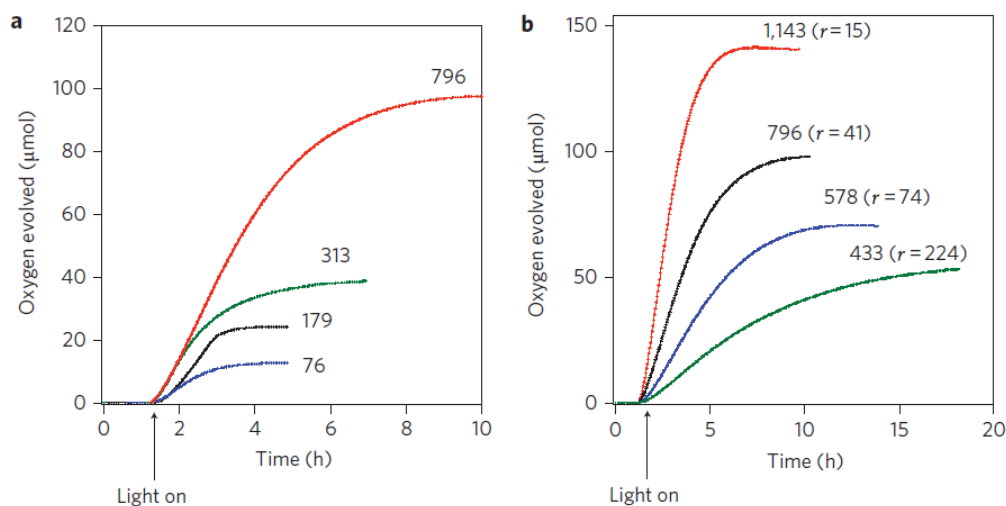 a
120
100
80
60
40
20
0
Oxygen evolved (µmol)
796
313
179
76
0 2 4 6 8 10
Time (h)
Light on
b
150
100
50
0
Oxygen evolved (µmol)
1,143 (r = 15)
796 (r = 41)
578 (r = 74)
433 (r = 224)
0 5 10 15 20
Time (h)
Light on